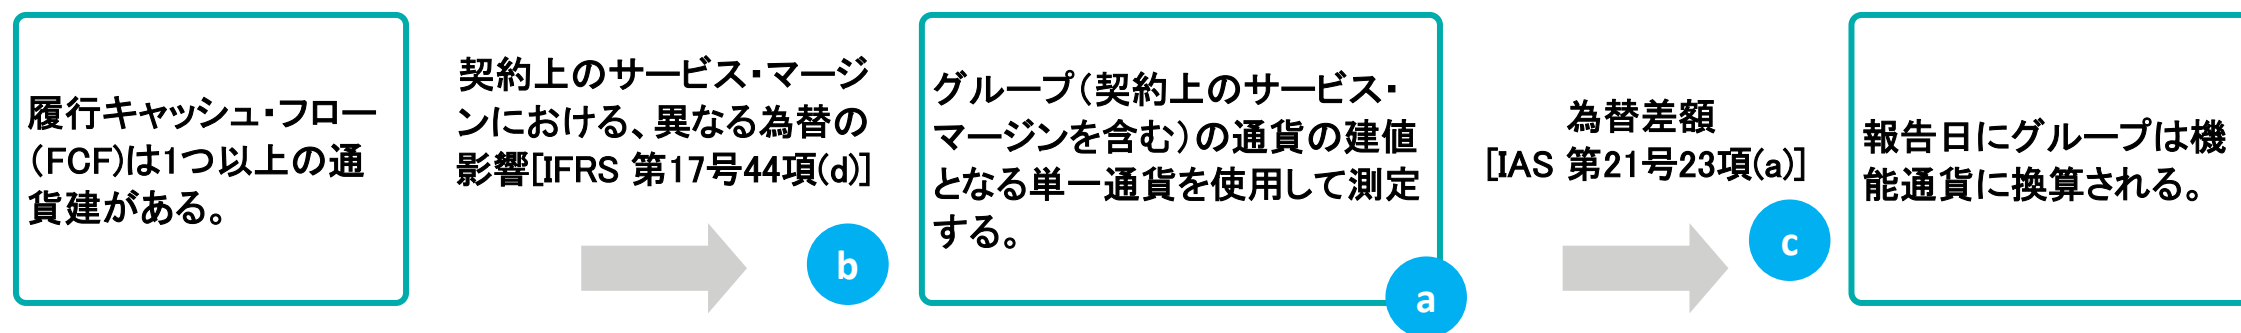 履行キャッシュ・フロー
(FCF)は1つ以上の通
貨建がある。
契約上のサービス・マージ
ンにおける、異なる為替の
影響[IFRS 第17号44項(d)]
b
グループ(契約上のサービス・
マージンを含む)の通貨の建値
となる単一通貨を使用して測定
する。
a
為替差額
[IAS 第21号23項(a)]
c
報告日にグループは機
能通貨に換算される。